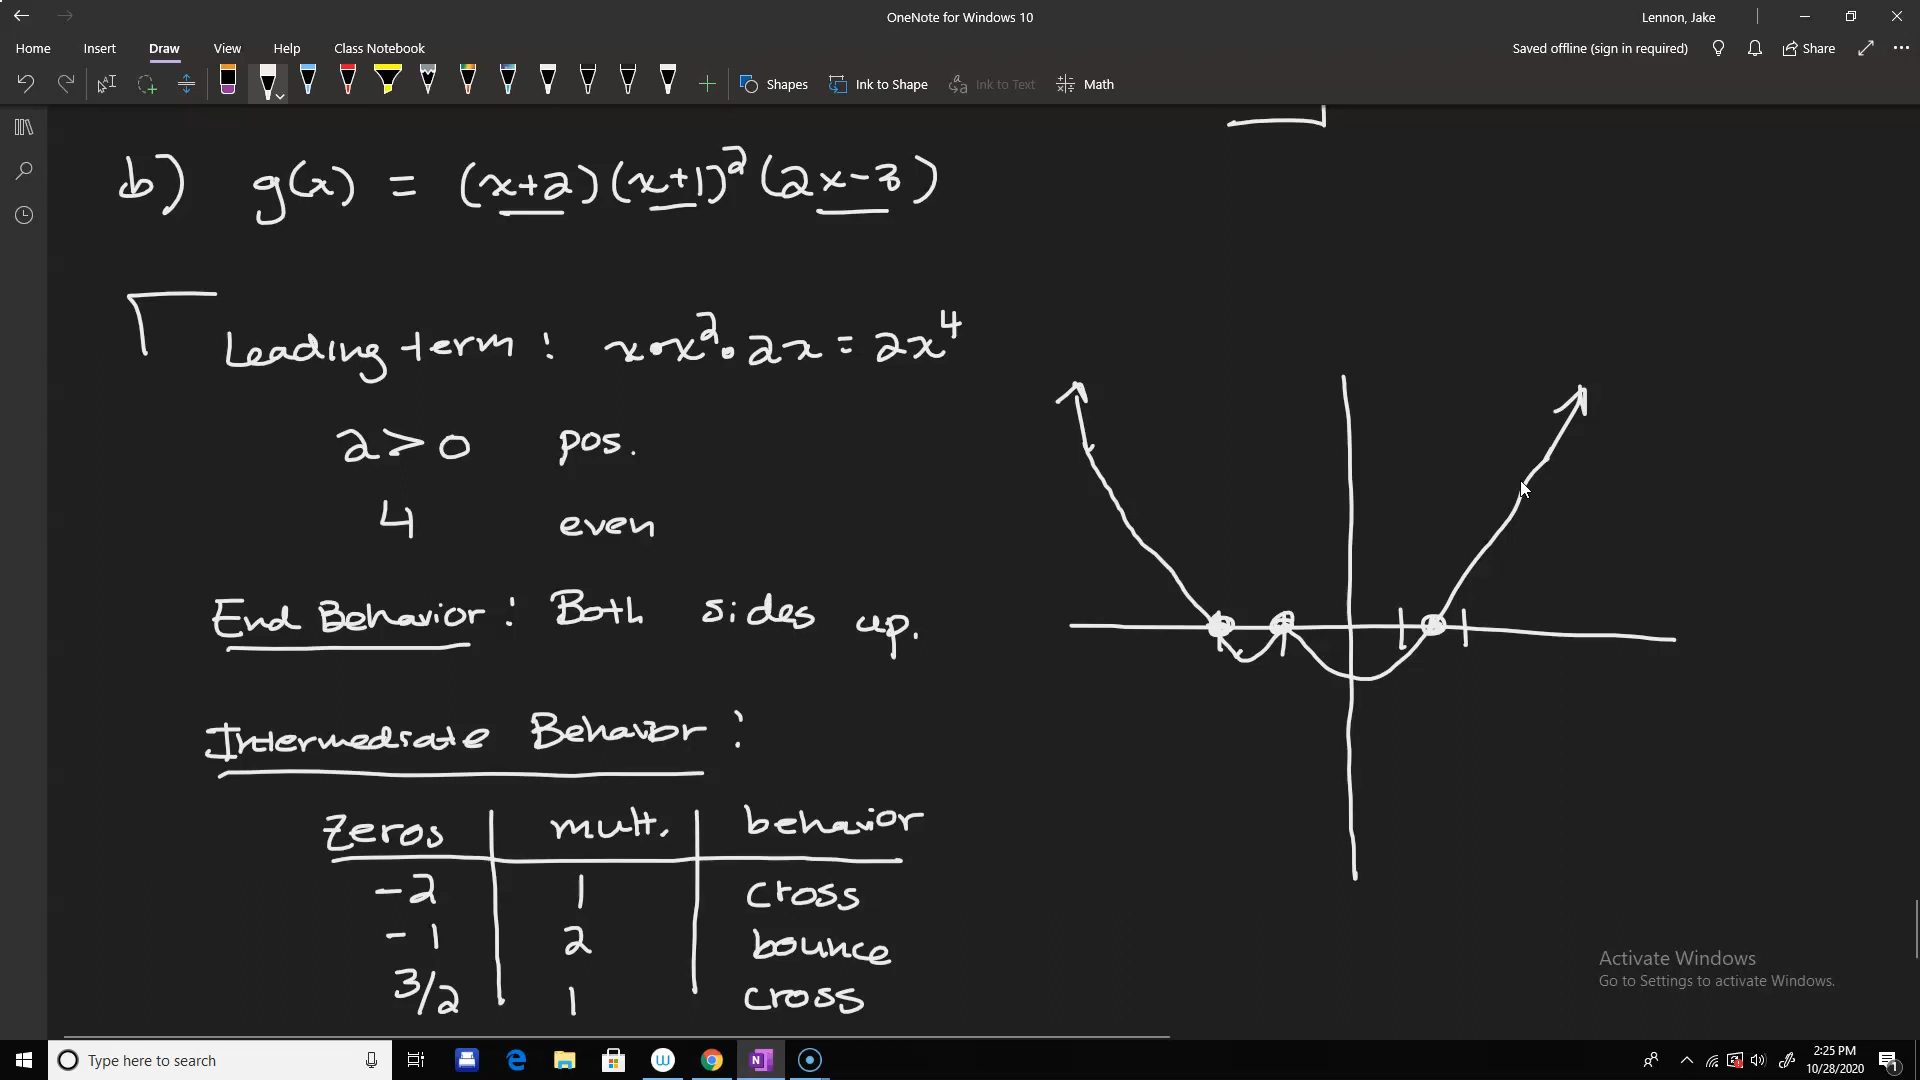 OneNote for Windows 10
Lennon, Jake
Home Insert Draw View Help Class Notebook
Saved offline (sign in required) Share
Shapes Ink to Shape Ink to Text Math
b) g(x) = (x+2)(x+1)² (2x-3)
Leading term : x•x²•2x = 2x⁴
2 > 0 pos.
4 even
End Behavior : Both sides up.
Intermediate Behavior :
Zeros mult. behavior
-2 1 cross
-1 2 bounce
3/2 1 cross
Activate Windows
Go to Settings to activate Windows.
Type here to search
2:25 PM
10/28/2020